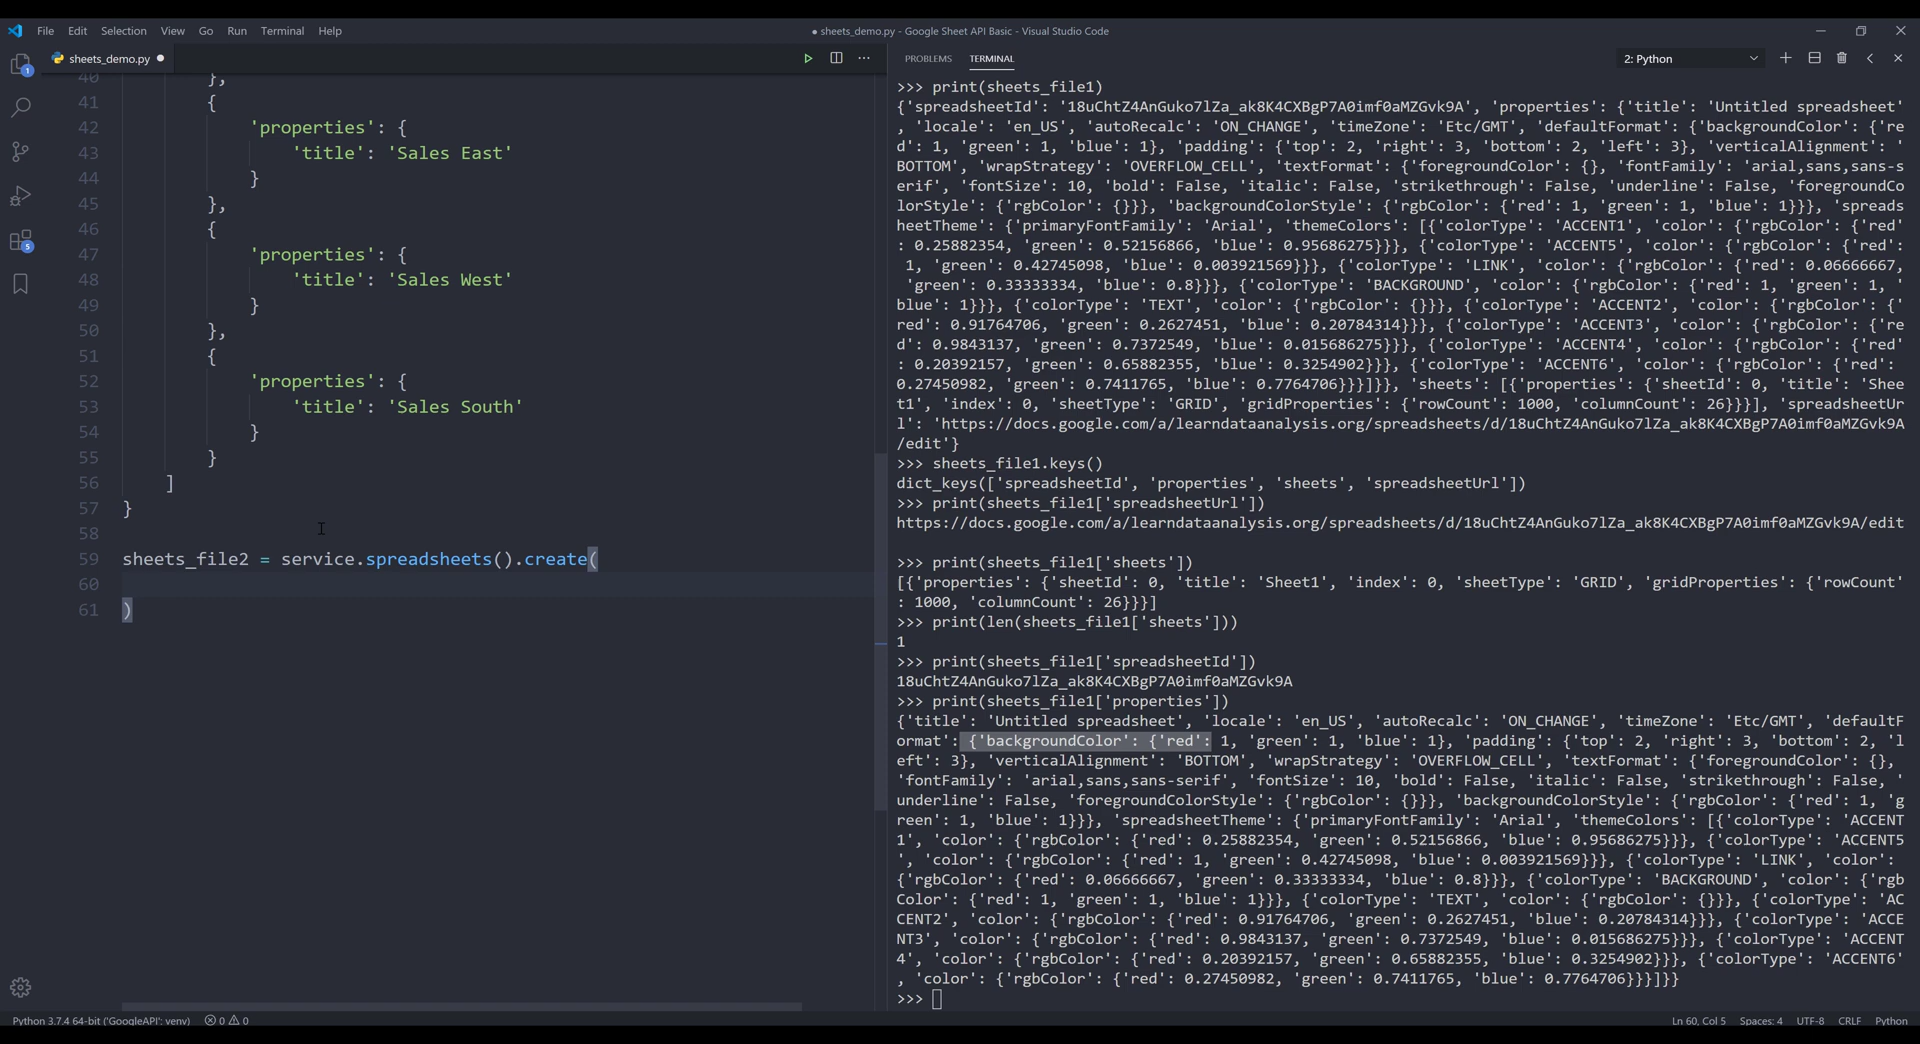 File Edit Selection View Go Run Terminal Help
● sheets_demo.py - Google Sheet API Basic - Visual Studio Code
sheets_demo.py ●
PROBLEMS TERMINAL
2: Python
40 },
41 {
42 'properties': {
43 'title': 'Sales East'
44 }
45 },
46 {
47 'properties': {
48 'title': 'Sales West'
49 }
50 },
51 {
52 'properties': {
53 'title': 'Sales South'
54 }
55 }
56 ]
57 }
58
59 sheets_file2 = service.spreadsheets().create(
60
61 )
>>> print(sheets_file1)
{'spreadsheetId': '18uChtZ4AnGuko7lZa_ak8K4CXBgP7A0imf0aMZGvk9A', 'properties': {'title': 'Untitled spreadsheet'
, 'locale': 'en_US', 'autoRecalc': 'ON_CHANGE', 'timeZone': 'Etc/GMT', 'defaultFormat': {'backgroundColor': {'re
d': 1, 'green': 1, 'blue': 1}, 'padding': {'top': 2, 'right': 3, 'bottom': 2, 'left': 3}, 'verticalAlignment': '
BOTTOM', 'wrapStrategy': 'OVERFLOW_CELL', 'textFormat': {'foregroundColor': {}, 'fontFamily': 'arial,sans,sans-s
erif', 'fontSize': 10, 'bold': False, 'italic': False, 'strikethrough': False, 'underline': False, 'foregroundCo
lorStyle': {'rgbColor': {}}}, 'backgroundColorStyle': {'rgbColor': {'red': 1, 'green': 1, 'blue': 1}}}, 'spreads
heetTheme': {'primaryFontFamily': 'Arial', 'themeColors': [{'colorType': 'ACCENT1', 'color': {'rgbColor': {'red'
: 0.25882354, 'green': 0.52156866, 'blue': 0.95686275}}}, {'colorType': 'ACCENT5', 'color': {'rgbColor': {'red':
 1, 'green': 0.42745098, 'blue': 0.003921569}}}, {'colorType': 'LINK', 'color': {'rgbColor': {'red': 0.06666667,
 'green': 0.33333334, 'blue': 0.8}}}, {'colorType': 'BACKGROUND', 'color': {'rgbColor': {'red': 1, 'green': 1, '
blue': 1}}}, {'colorType': 'TEXT', 'color': {'rgbColor': {}}}, {'colorType': 'ACCENT2', 'color': {'rgbColor': {'
red': 0.91764706, 'green': 0.2627451, 'blue': 0.20784314}}}, {'colorType': 'ACCENT3', 'color': {'rgbColor': {'re
d': 0.9843137, 'green': 0.7372549, 'blue': 0.015686275}}}, {'colorType': 'ACCENT4', 'color': {'rgbColor': {'red'
: 0.20392157, 'green': 0.65882355, 'blue': 0.3254902}}}, {'colorType': 'ACCENT6', 'color': {'rgbColor': {'red':
0.27450982, 'green': 0.7411765, 'blue': 0.7764706}}}]}}, 'sheets': [{'properties': {'sheetId': 0, 'title': 'Shee
t1', 'index': 0, 'sheetType': 'GRID', 'gridProperties': {'rowCount': 1000, 'columnCount': 26}}}], 'spreadsheetUr
l': 'https://docs.google.com/a/learndataanalysis.org/spreadsheets/d/18uChtZ4AnGuko7lZa_ak8K4CXBgP7A0imf0aMZGvk9A
/edit'}
>>> sheets_file1.keys()
dict_keys(['spreadsheetId', 'properties', 'sheets', 'spreadsheetUrl'])
>>> print(sheets_file1['spreadsheetUrl'])
https://docs.google.com/a/learndataanalysis.org/spreadsheets/d/18uChtZ4AnGuko7lZa_ak8K4CXBgP7A0imf0aMZGvk9A/edit
>>> print(sheets_file1['sheets'])
[{'properties': {'sheetId': 0, 'title': 'Sheet1', 'index': 0, 'sheetType': 'GRID', 'gridProperties': {'rowCount'
: 1000, 'columnCount': 26}}}]
>>> print(len(sheets_file1['sheets']))
1
>>> print(sheets_file1['spreadsheetId'])
18uChtZ4AnGuko7lZa_ak8K4CXBgP7A0imf0aMZGvk9A
>>> print(sheets_file1['properties'])
{'title': 'Untitled spreadsheet', 'locale': 'en_US', 'autoRecalc': 'ON_CHANGE', 'timeZone': 'Etc/GMT', 'defaultF
ormat': {'backgroundColor': {'red': 1, 'green': 1, 'blue': 1}, 'padding': {'top': 2, 'right': 3, 'bottom': 2, 'l
eft': 3}, 'verticalAlignment': 'BOTTOM', 'wrapStrategy': 'OVERFLOW_CELL', 'textFormat': {'foregroundColor': {},
'fontFamily': 'arial,sans,sans-serif', 'fontSize': 10, 'bold': False, 'italic': False, 'strikethrough': False, '
underline': False, 'foregroundColorStyle': {'rgbColor': {}}}, 'backgroundColorStyle': {'rgbColor': {'red': 1, 'g
reen': 1, 'blue': 1}}}, 'spreadsheetTheme': {'primaryFontFamily': 'Arial', 'themeColors': [{'colorType': 'ACCENT
1', 'color': {'rgbColor': {'red': 0.25882354, 'green': 0.52156866, 'blue': 0.95686275}}}, {'colorType': 'ACCENT5
', 'color': {'rgbColor': {'red': 1, 'green': 0.42745098, 'blue': 0.003921569}}}, {'colorType': 'LINK', 'color':
{'rgbColor': {'red': 0.06666667, 'green': 0.33333334, 'blue': 0.8}}}, {'colorType': 'BACKGROUND', 'color': {'rgb
Color': {'red': 1, 'green': 1, 'blue': 1}}}, {'colorType': 'TEXT', 'color': {'rgbColor': {}}}, {'colorType': 'AC
CENT2', 'color': {'rgbColor': {'red': 0.91764706, 'green': 0.2627451, 'blue': 0.20784314}}}, {'colorType': 'ACCE
NT3', 'color': {'rgbColor': {'red': 0.9843137, 'green': 0.7372549, 'blue': 0.015686275}}}, {'colorType': 'ACCENT
4', 'color': {'rgbColor': {'red': 0.20392157, 'green': 0.65882355, 'blue': 0.3254902}}}, {'colorType': 'ACCENT6'
, 'color': {'rgbColor': {'red': 0.27450982, 'green': 0.7411765, 'blue': 0.7764706}}}]}}
>>>
1
5
Python 3.7.4 64-bit ('GoogleAPI': venv) 0 0
Ln 60, Col 5 Spaces: 4 UTF-8 CRLF Python